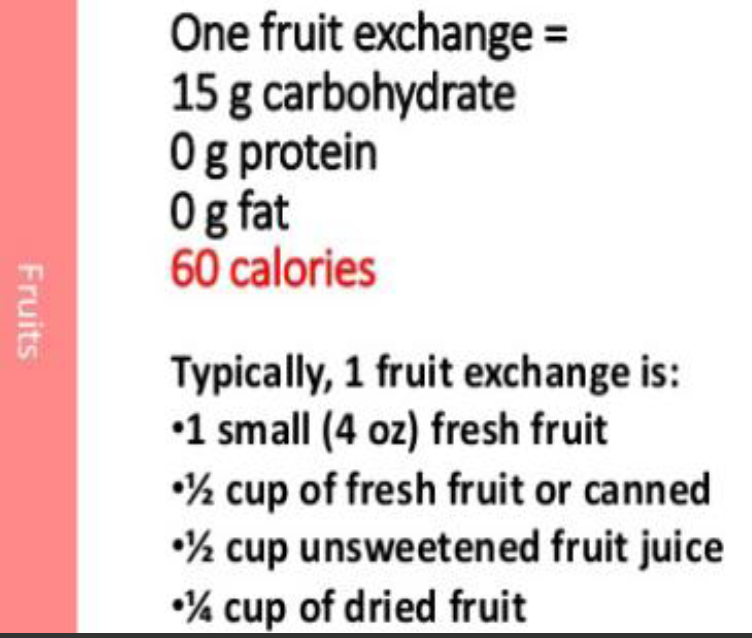 One fruit exchange =
15 g carbohydrate
0 g protein
0 g fat
60 calories
Fruits
Typically, 1 fruit exchange is:
•1 small (4 oz) fresh fruit
•½ cup of fresh fruit or canned
•½ cup unsweetened fruit juice
•¼ cup of dried fruit